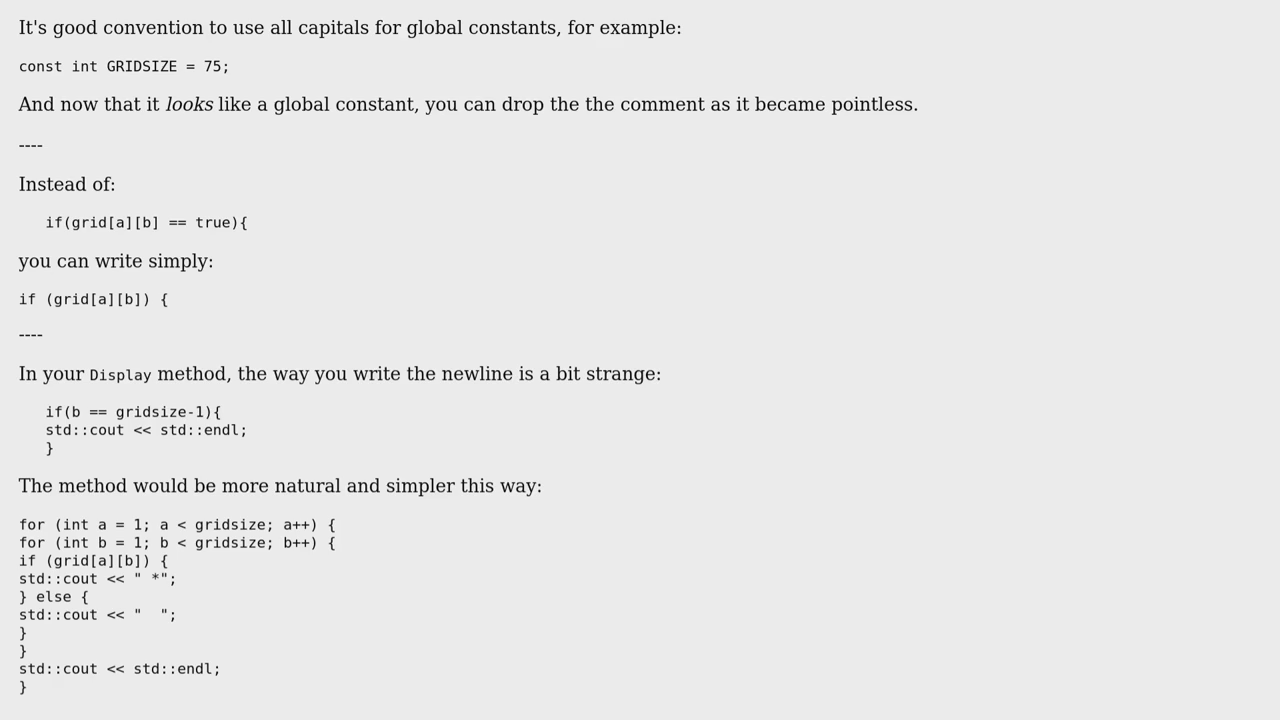 It's good convention to use all capitals for global constants, for example:
const int GRIDSIZE = 75;
And now that it looks like a global constant, you can drop the the comment as it became pointless.
----
Instead of:
if(grid[a][b] == true){
you can write simply:
if (grid[a][b]) {
----
In your Display method, the way you write the newline is a bit strange:
if(b == gridsize-1){
std::cout << std::endl;
}
The method would be more natural and simpler this way:
for (int a = 1; a < gridsize; a++) {
for (int b = 1; b < gridsize; b++) {
if (grid[a][b]) {
std::cout << " *";
} else {
std::cout << "  ";
}
}
std::cout << std::endl;
}